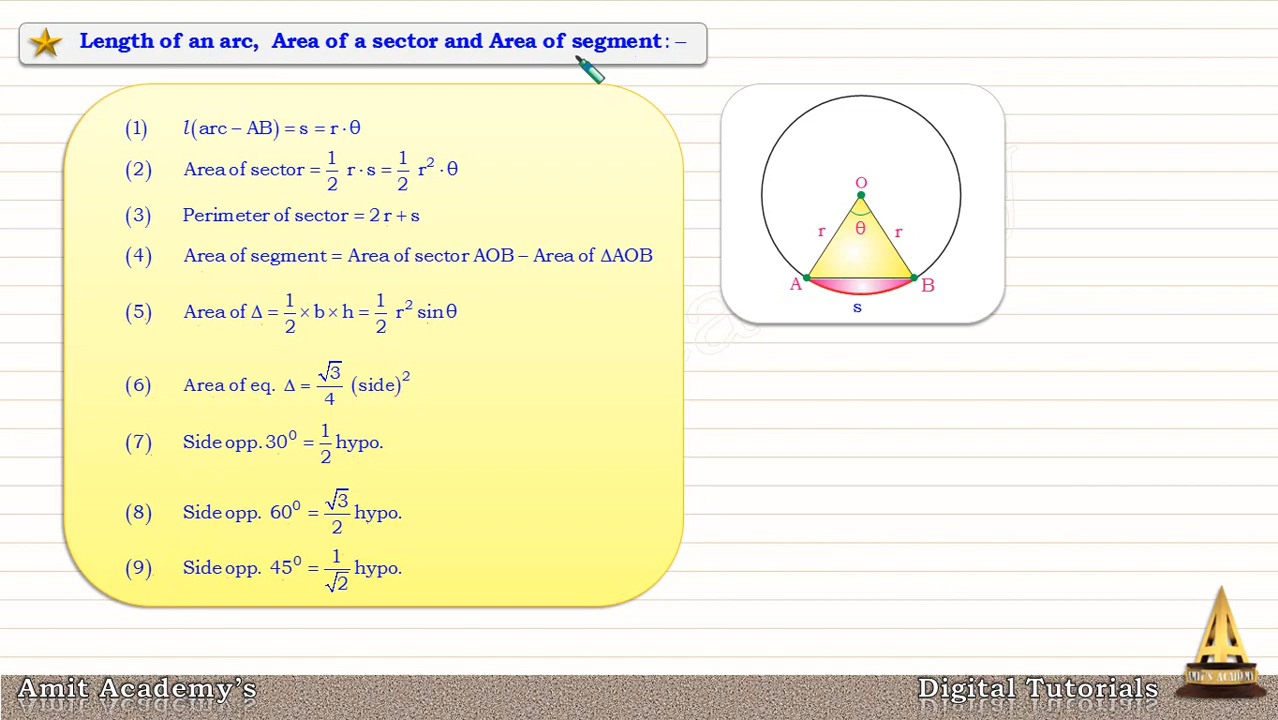 Length of an arc, Area of a sector and Area of segment : –
(1) l(arc – AB) = s = r · θ
(2) Area of sector = 1/2 r · s = 1/2 r² · θ
(3) Perimeter of sector = 2r + s
(4) Area of segment = Area of sector AOB – Area of ΔAOB
(5) Area of Δ = 1/2 × b × h = 1/2 r² sinθ
(6) Area of eq. Δ = √3/4 (side)²
(7) Side opp. 30⁰ = 1/2 hypo.
(8) Side opp. 60⁰ = √3/2 hypo.
(9) Side opp. 45⁰ = 1/√2 hypo.
O
r θ r
A B
s
Amit Academy's
Digital Tutorials
AMIT'S ACADEMY